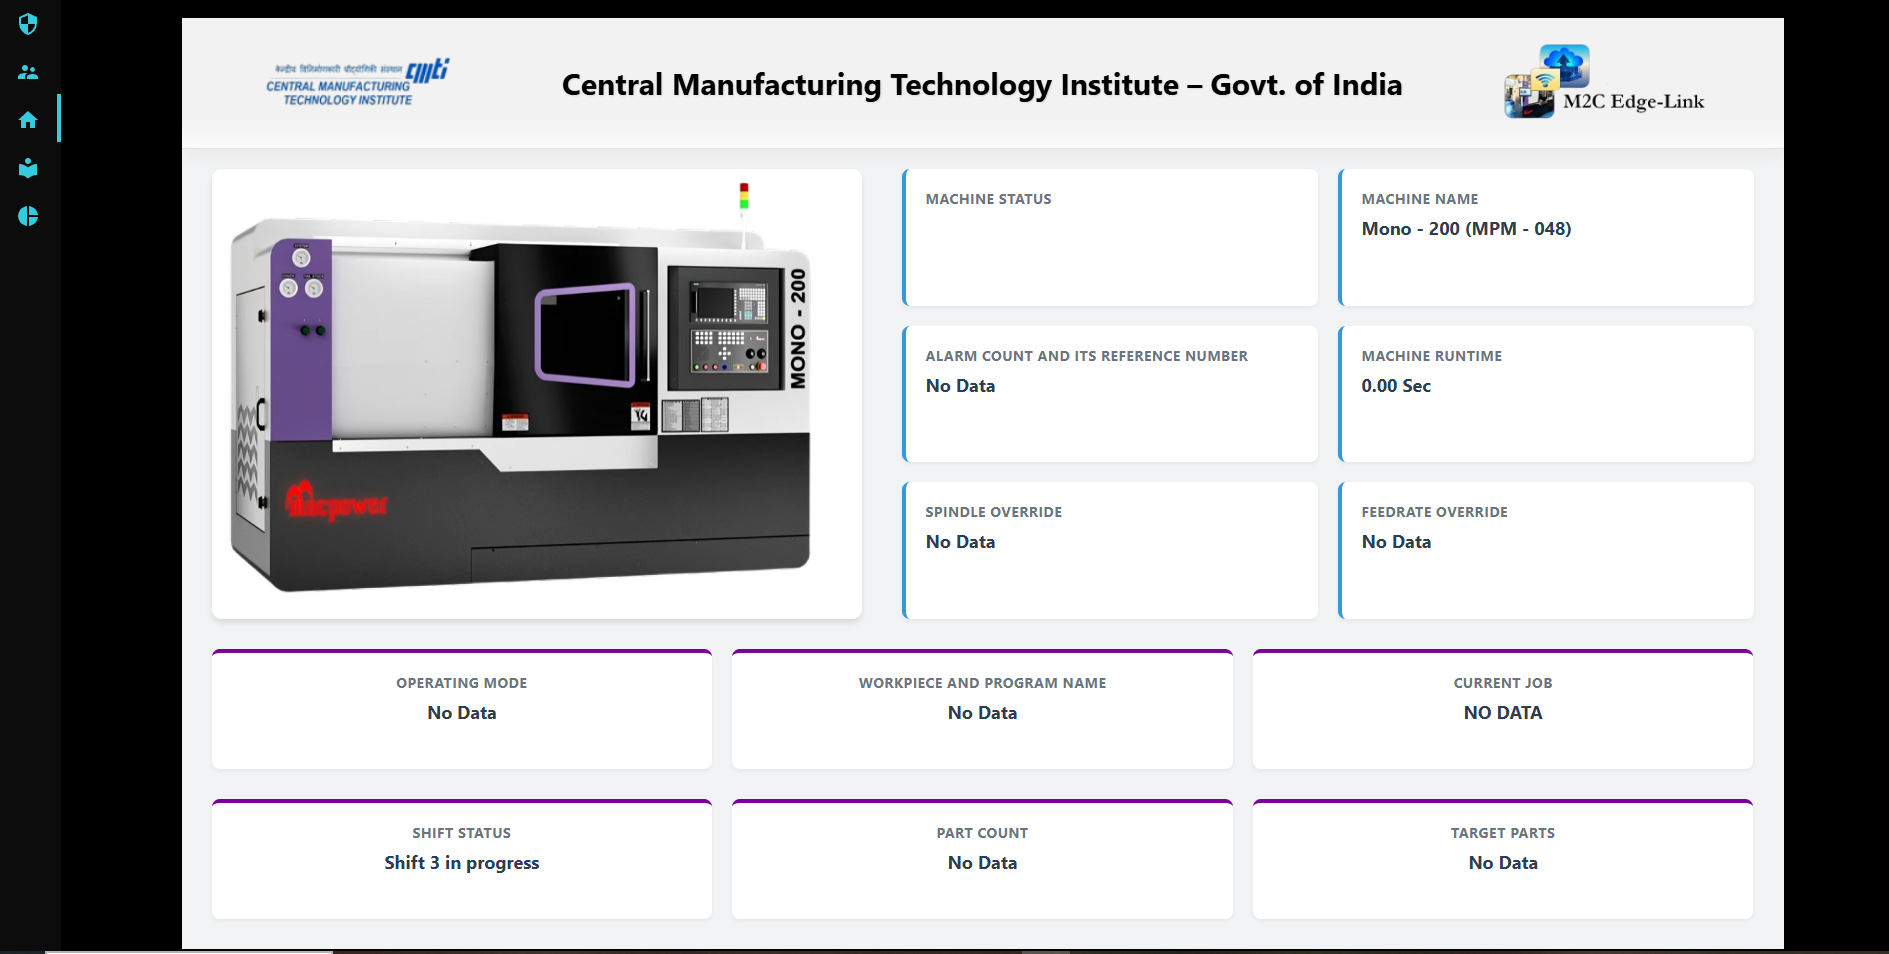 केन्द्रीय विनिर्माणकारी प्रौद्योगिकी संस्थान cmti
CENTRAL MANUFACTURING
TECHNOLOGY INSTITUTE
Central Manufacturing Technology Institute – Govt. of India
M2C Edge-Link
MONO - 200
Macpower
MACHINE STATUS
MACHINE NAME
Mono - 200 (MPM - 048)
ALARM COUNT AND ITS REFERENCE NUMBER
No Data
MACHINE RUNTIME
0.00 Sec
SPINDLE OVERRIDE
No Data
FEEDRATE OVERRIDE
No Data
OPERATING MODE
No Data
WORKPIECE AND PROGRAM NAME
No Data
CURRENT JOB
NO DATA
SHIFT STATUS
Shift 3 in progress
PART COUNT
No Data
TARGET PARTS
No Data